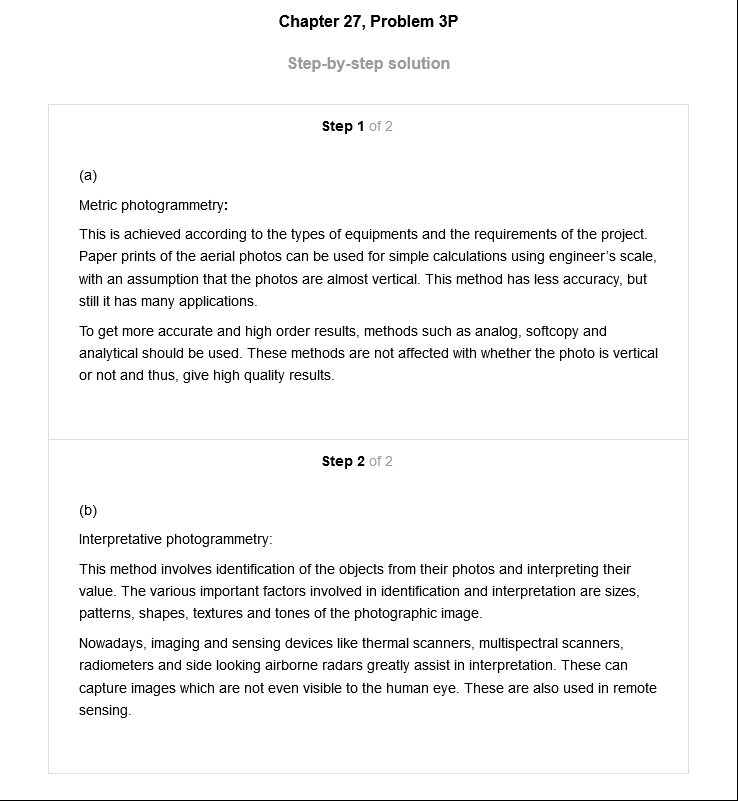 Chapter 27, Problem 3P
Step-by-step solution
Step 1 of 2
(a)
Metric photogrammetry:
This is achieved according to the types of equipments and the requirements of the project.
Paper prints of the aerial photos can be used for simple calculations using engineer's scale,
with an assumption that the photos are almost vertical. This method has less accuracy, but
still it has many applications.
To get more accurate and high order results, methods such as analog, softcopy and
analytical should be used. These methods are not affected with whether the photo is vertical
or not and thus, give high quality results.
Step 2 of 2
(b)
Interpretative photogrammetry:
This method involves identification of the objects from their photos and interpreting their
value. The various important factors involved in identification and interpretation are sizes,
patterns, shapes, textures and tones of the photographic image.
Nowadays, imaging and sensing devices like thermal scanners, multispectral scanners,
radiometers and side looking airborne radars greatly assist in interpretation. These can
capture images which are not even visible to the human eye. These are also used in remote
sensing.